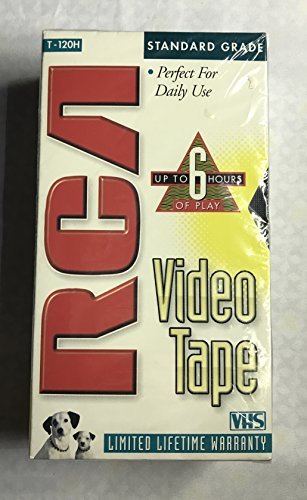 T-120H
STANDARD GRADE
• Perfect For
Daily Use
UP TO 6 HOURS
OF PLAY
RCA
Video
Tape
VHS
LIMITED LIFETIME WARRANTY